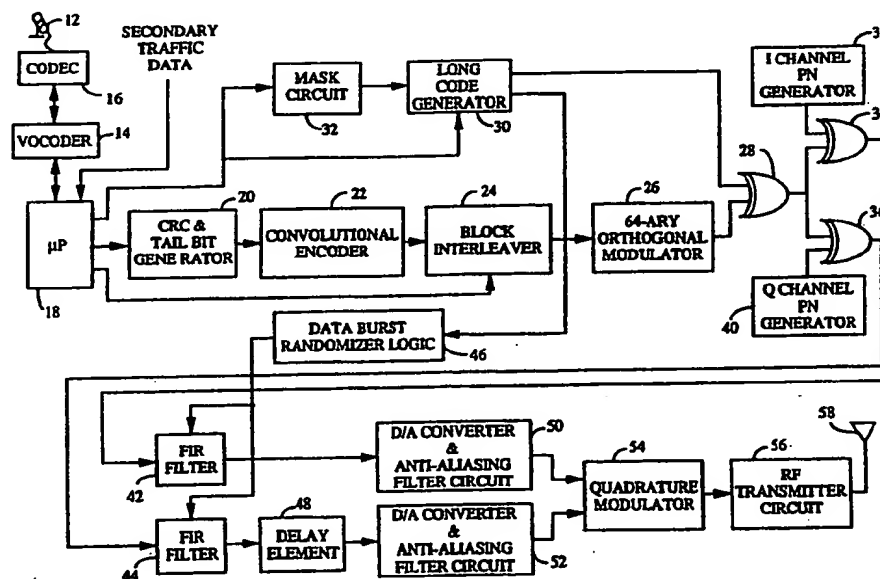 12
SECONDARY
TRAFFIC
DATA
CODEC
16
VOCODER
14
MASK
CIRCUIT
32
LONG
CODE
GENERATOR
30
I CHANNEL
PN
GENERATOR
28
μP
18
20
CRC &
TAIL BIT
GENERATOR
22
CONVOLUTIONAL
ENCODER
24
BLOCK
INTERLEAVER
26
64-ARY
ORTHOGONAL
MODULATOR
Q CHANNEL
PN
GENERATOR
40
DATA BURST
RANDOMIZER LOGIC
46
FIR
FILTER
42
D/A CONVERTER
&
ANTI-ALIASING
FILTER CIRCUIT
50
54
QUADRATURE
MODULATOR
56
RF
TRANSMITTER
CIRCUIT
58
FIR
FILTER
44
48
DELAY
ELEMENT
D/A CONVERTER
&
ANTI-ALIASING
FILTER CIRCUIT
52